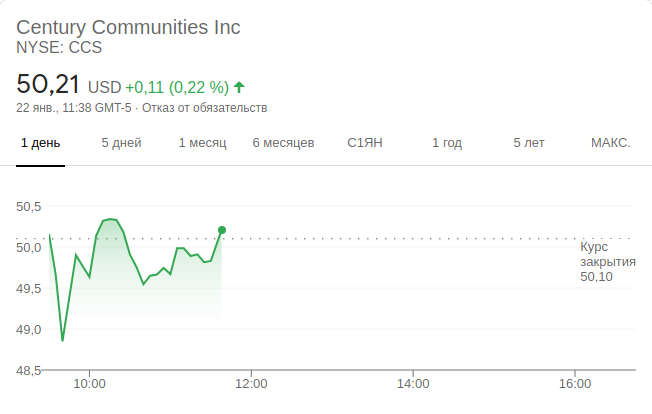 Century Communities Inc
NYSE: CCS
50,21 USD +0,11 (0,22 %)
22 янв., 11:38 GMT-5 · Отказ от обязательств
1 день 5 дней 1 месяц 6 месяцев С1ЯН 1 год 5 лет МАКС.
50,5
50,0
49,5
49,0
48,5
Курс
закрытия
50,10
10:00 12:00 14:00 16:00